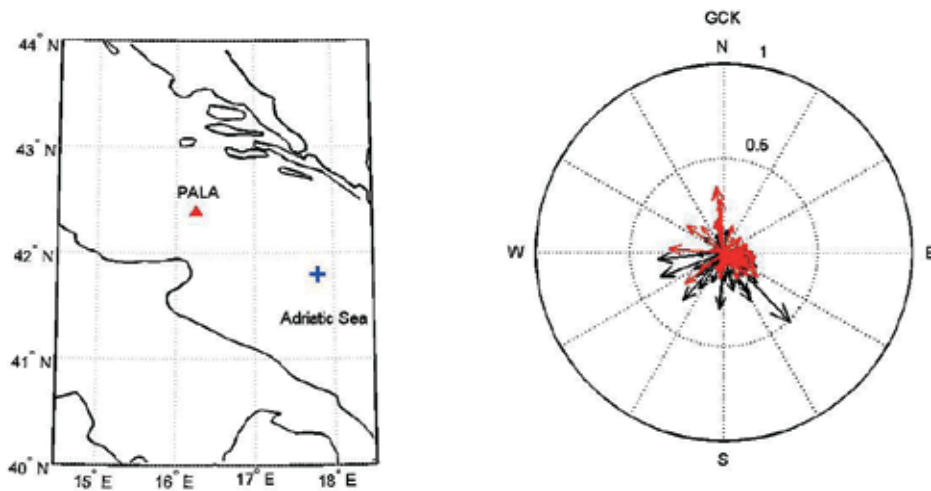 44° N
43° N
42° N
41° N
40° N
15° E
16° E
17° E
18° E
PALA
Adriatic Sea
GCK
N
1
0.5
W
E
S